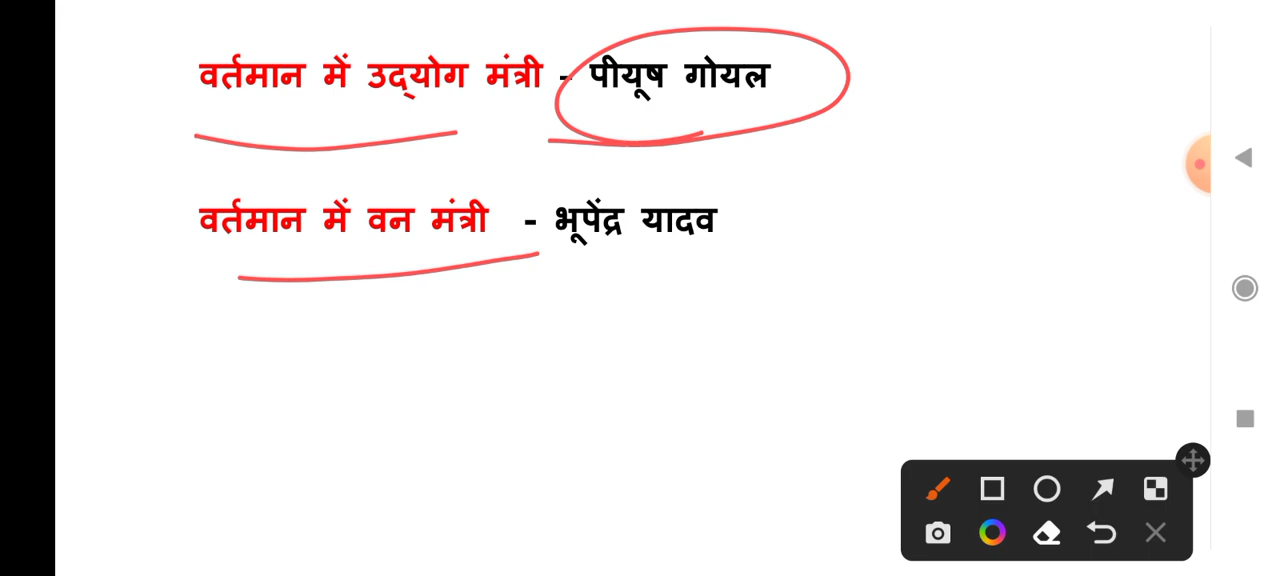 वर्तमान में उद्‌योग मंत्री - पीयूष गोयल
वर्तमान में वन मंत्री - भूपेंद्र यादव